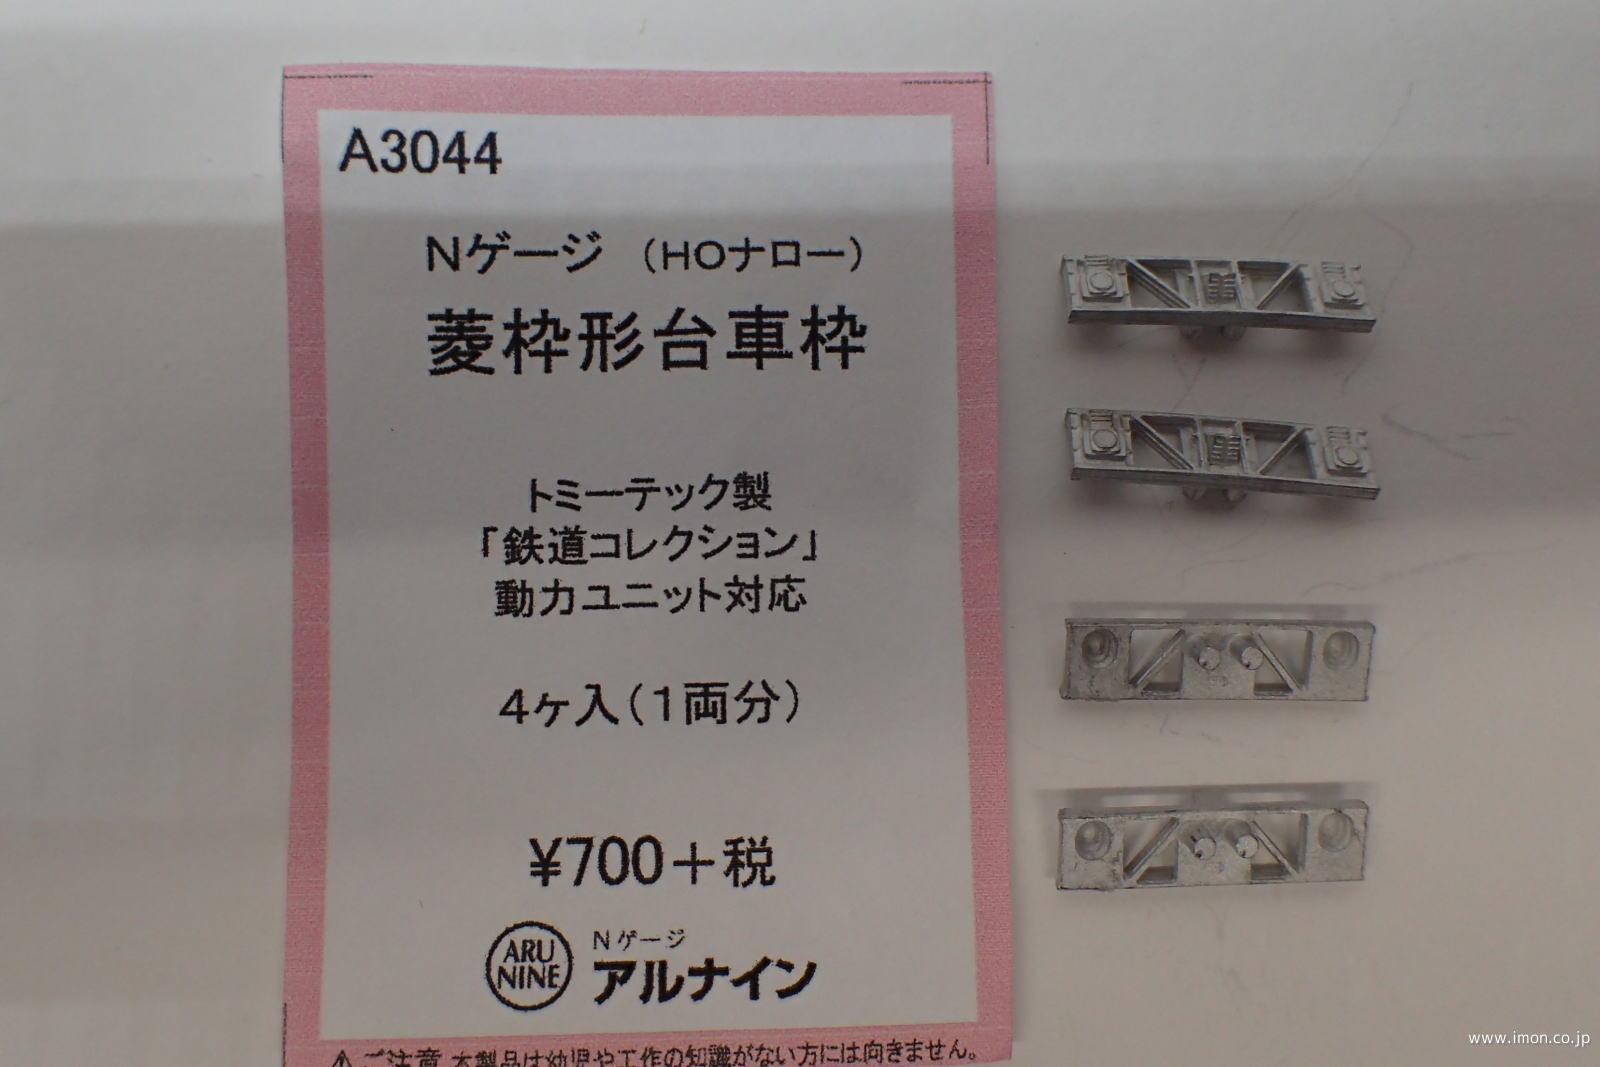 A3044
Nゲージ （HOナロー）
菱枠形台車枠
トミーテック製
「鉄道コレクション」
動力ユニット対応
4ヶ入（1両分）
¥700＋税
ARU
NINE
Nゲージ
アルナイン
⚠ ご注意 本製品は幼児や工作の知識がない方には向きません。
www.imon.co.jp